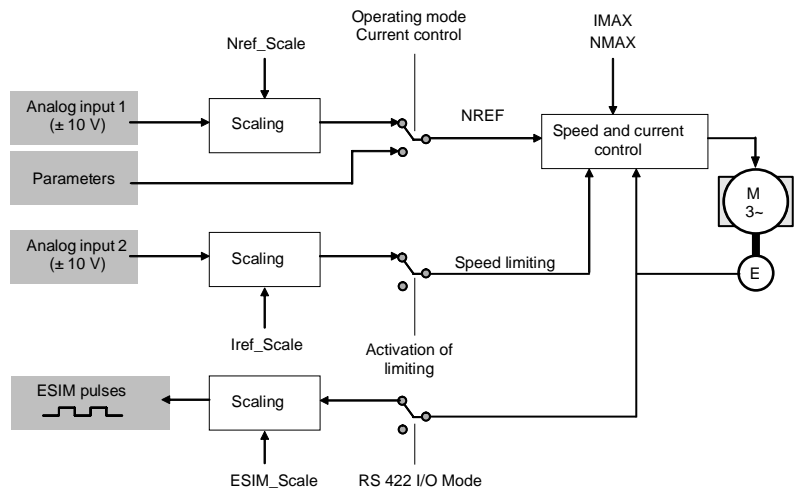 Operating mode
Current control
IMAX
NMAX
Nref_Scale
Analog input 1
(± 10 V)
Scaling
NREF
Speed and current
control
Parameters
M
3~
Analog input 2
(± 10 V)
Scaling
Speed limiting
E
Iref_Scale
Activation of
limiting
ESIM pulses
Scaling
ESIM_Scale
RS 422 I/O Mode